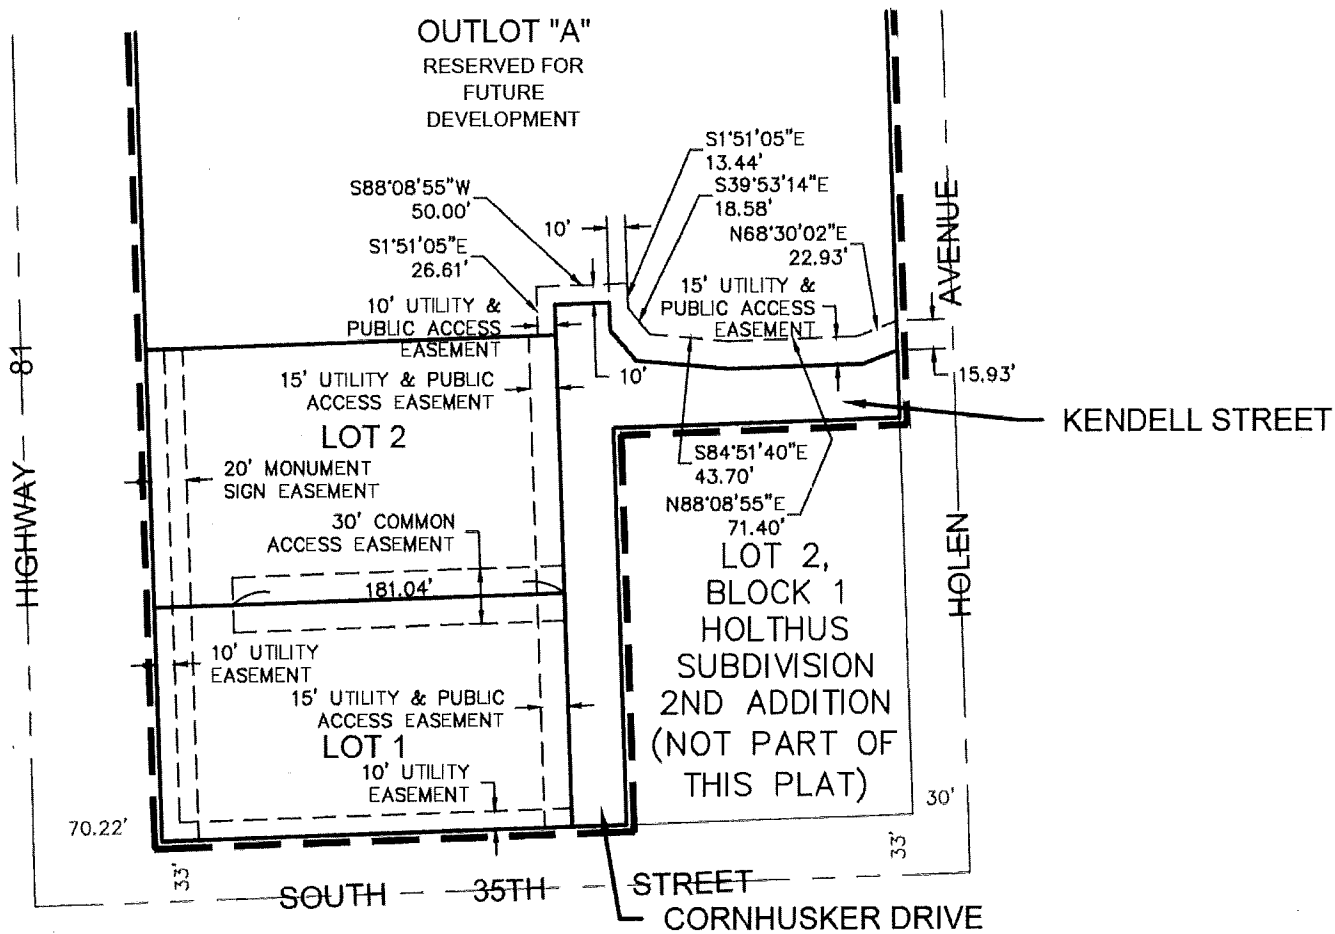 OUTLOT "A"
RESERVED FOR
FUTURE
DEVELOPMENT
S1°51'05"E
13.44'
S88°08'55"W
50.00'
S39°53'14"E
18.58'
10'
N68°30'02"E
22.93'
S1°51'05"E
26.61'
AVENUE
15' UTILITY &
PUBLIC ACCESS
EASEMENT
10' UTILITY &
PUBLIC ACCESS
EASEMENT
HIGHWAY 81
15' UTILITY & PUBLIC
ACCESS EASEMENT
10'
15.93'
KENDELL STREET
LOT 2
S84°51'40"E
43.70'
20' MONUMENT
SIGN EASEMENT
N88°08'55"E
71.40'
30' COMMON
ACCESS EASEMENT
HOLEN
LOT 2,
BLOCK 1
HOLTHUS
SUBDIVISION
2ND ADDITION
(NOT PART OF
THIS PLAT)
181.04'
10' UTILITY
EASEMENT
15' UTILITY & PUBLIC
ACCESS EASEMENT
LOT 1
10' UTILITY
EASEMENT
30'
70.22'
33'
33'
SOUTH 35TH STREET
CORNHUSKER DRIVE